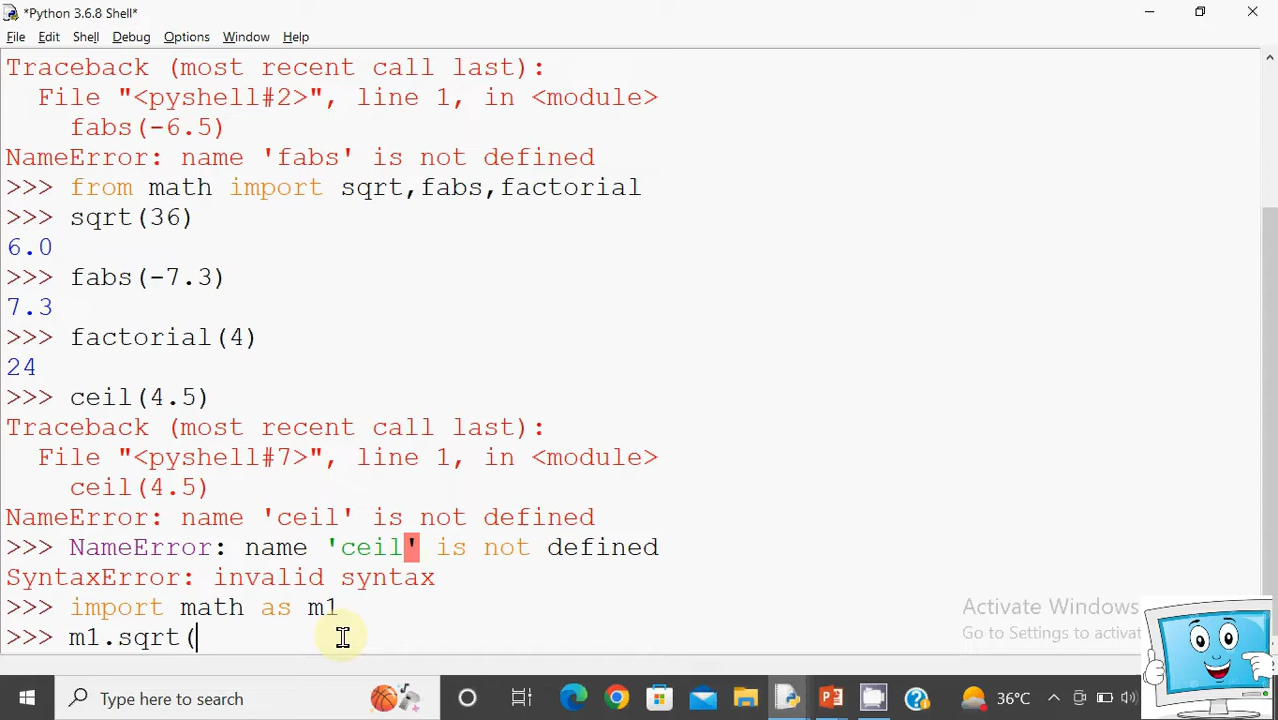 *Python 3.6.8 Shell*
File Edit Shell Debug Options Window Help
Traceback (most recent call last):
  File "<pyshell#2>", line 1, in <module>
    fabs(-6.5)
NameError: name 'fabs' is not defined
>>> from math import sqrt,fabs,factorial
>>> sqrt(36)
6.0
>>> fabs(-7.3)
7.3
>>> factorial(4)
24
>>> ceil(4.5)
Traceback (most recent call last):
  File "<pyshell#7>", line 1, in <module>
    ceil(4.5)
NameError: name 'ceil' is not defined
>>> NameError: name 'ceil' is not defined
SyntaxError: invalid syntax
>>> import math as m1
>>> m1.sqrt(
Activate Windows
Go to Settings to activat
Type here to search
36°C